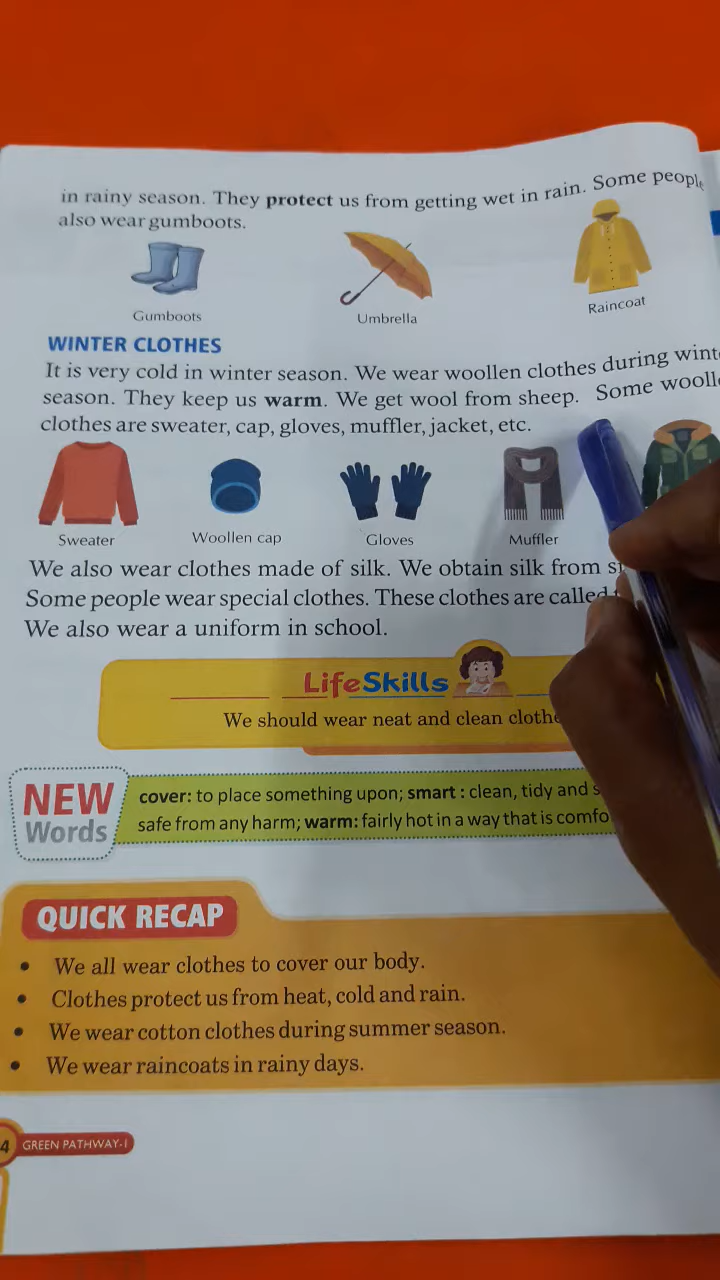 in rainy season. They protect us from getting wet in rain. Some people
also wear gumboots.
Gumboots Umbrella Raincoat
WINTER CLOTHES
It is very cold in winter season. We wear woollen clothes during
season. They keep us warm. We get wool from sheep. Some
clothes are sweater, cap, gloves, muffler, jacket, etc.
Sweater Woollen cap Gloves Muffler
We also wear clothes made of silk. We obtain silk from
Some people wear special clothes. These clothes are called
We also wear a uniform in school.
LifeSkills
We should wear neat and clean
NEW
Words
cover: to place something upon; smart : clean, tidy and
safe from any harm; warm: fairly hot in a way that is
QUICK RECAP
• We all wear clothes to cover our body.
• Clothes protect us from heat, cold and rain.
• We wear cotton clothes during summer season.
• We wear raincoats in rainy days.
4 GREEN PATHWAY-1